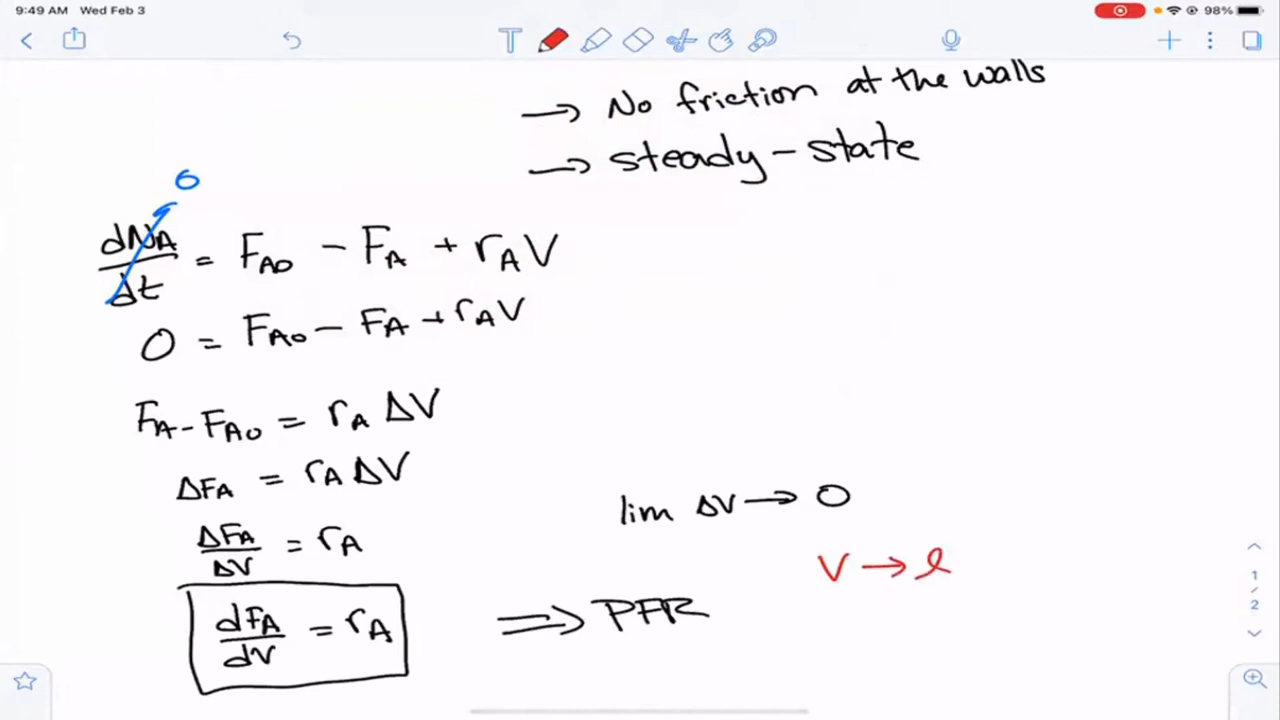 9:49 AM Wed Feb 3
98%
→ No friction at the walls
→ steady-state
0
dNA/dt = FA0 - FA + rAV
0 = FA0 - FA + rAV
FA - FA0 = rA ΔV
ΔFA = rA ΔV
lim ΔV → 0
ΔFA/ΔV = rA
V → l
dFA/dV = rA ⟹ PFR
1
/
2